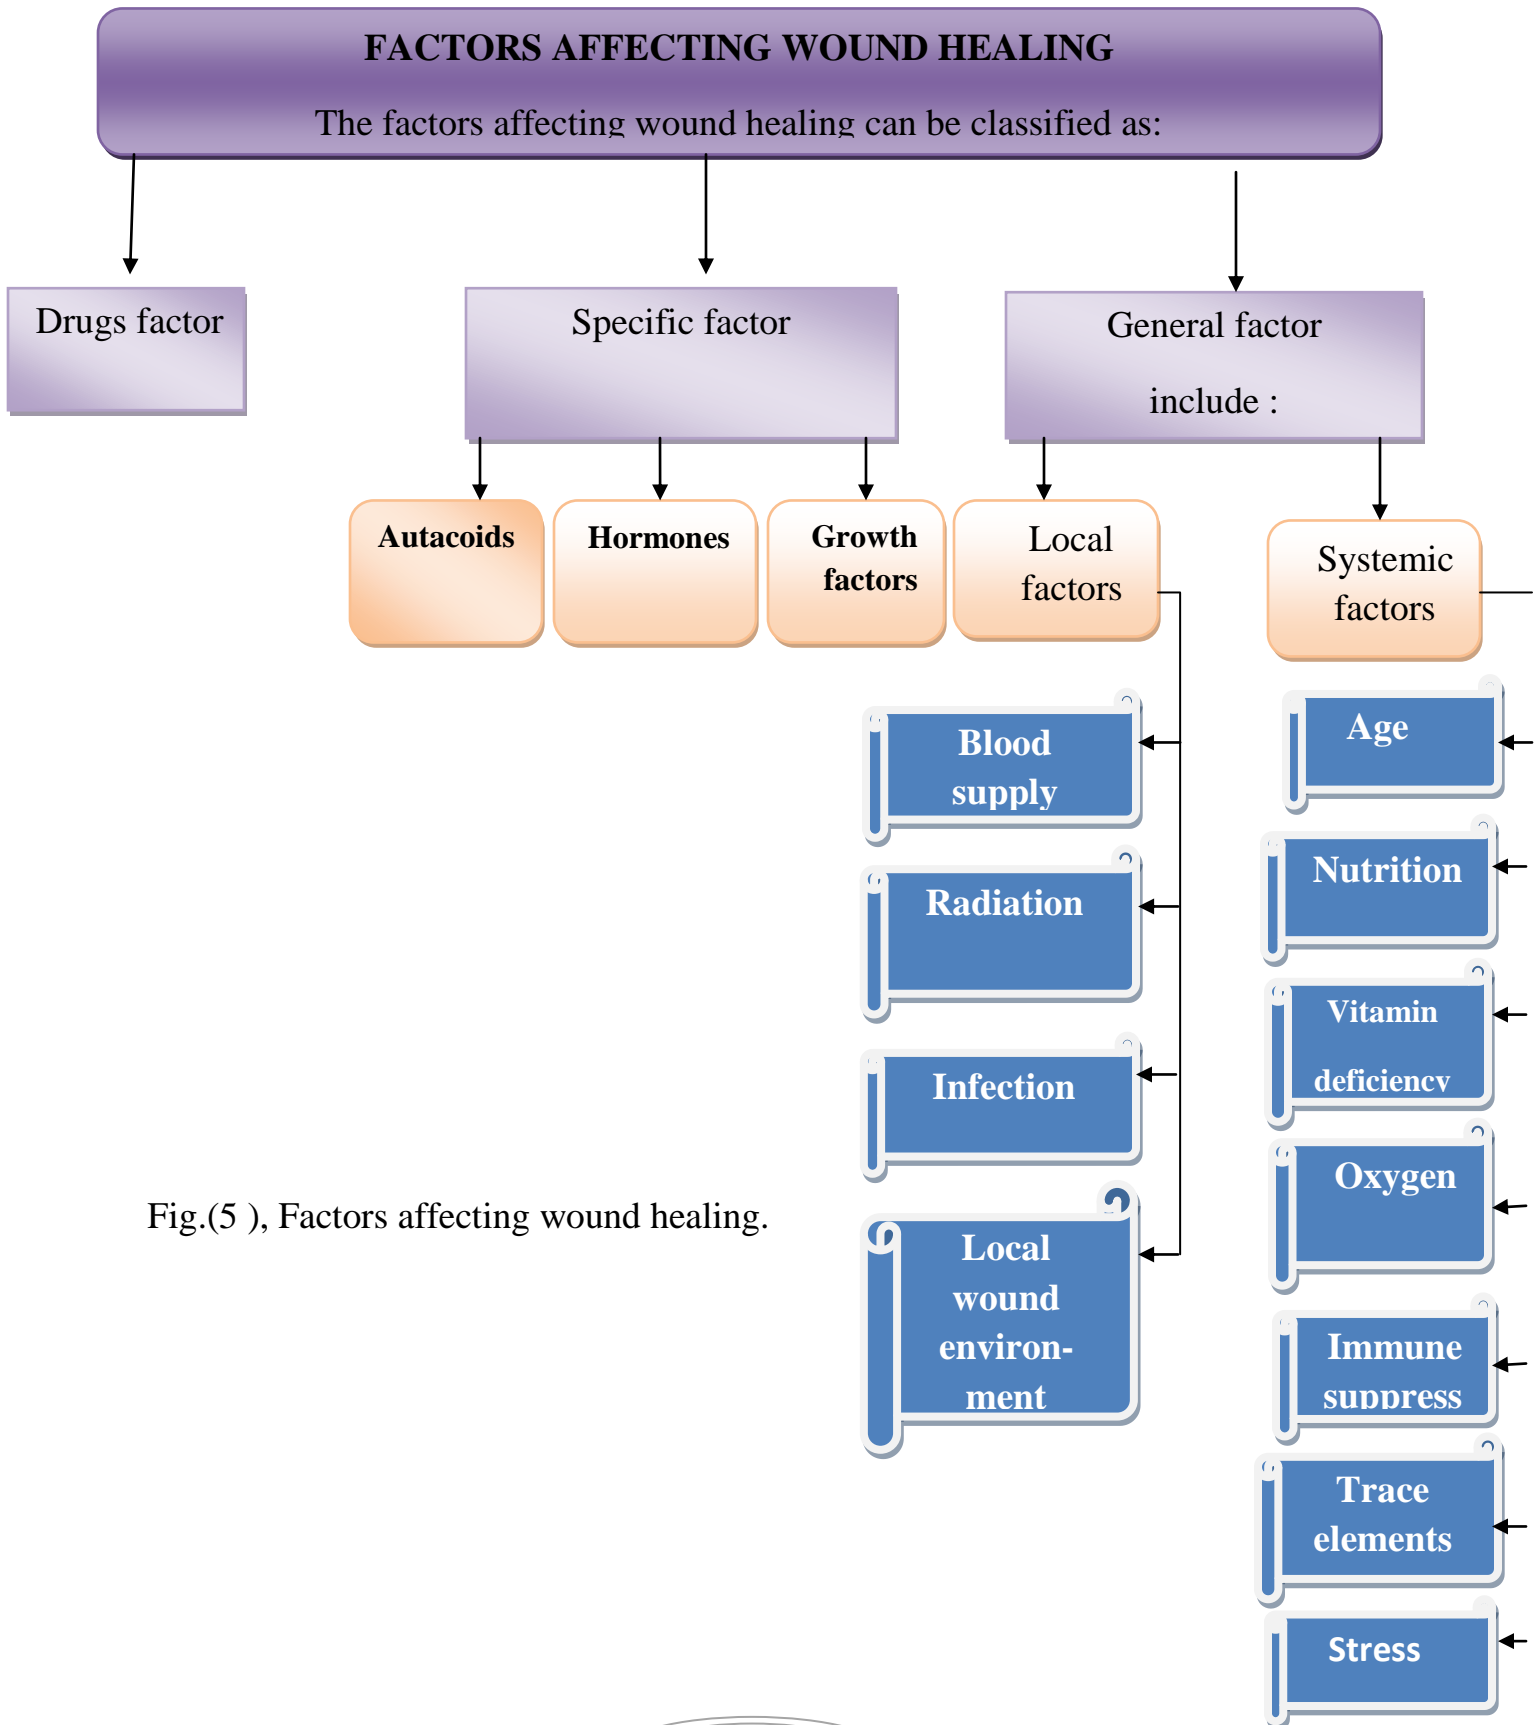 FACTORS AFFECTING WOUND HEALING
The factors affecting wound healing can be classified as:
Drugs factor
Specific factor
General factor
include :
Autacoids
Hormones
Growth
factors
Local
factors
Systemic
factors
Blood
supply
Radiation
Infection
Local
wound
environ-
ment
Age
Nutrition
Vitamin
deficiency
Oxygen
Immune
suppress
Trace
elements
Stress
Fig.(5 ), Factors affecting wound healing.